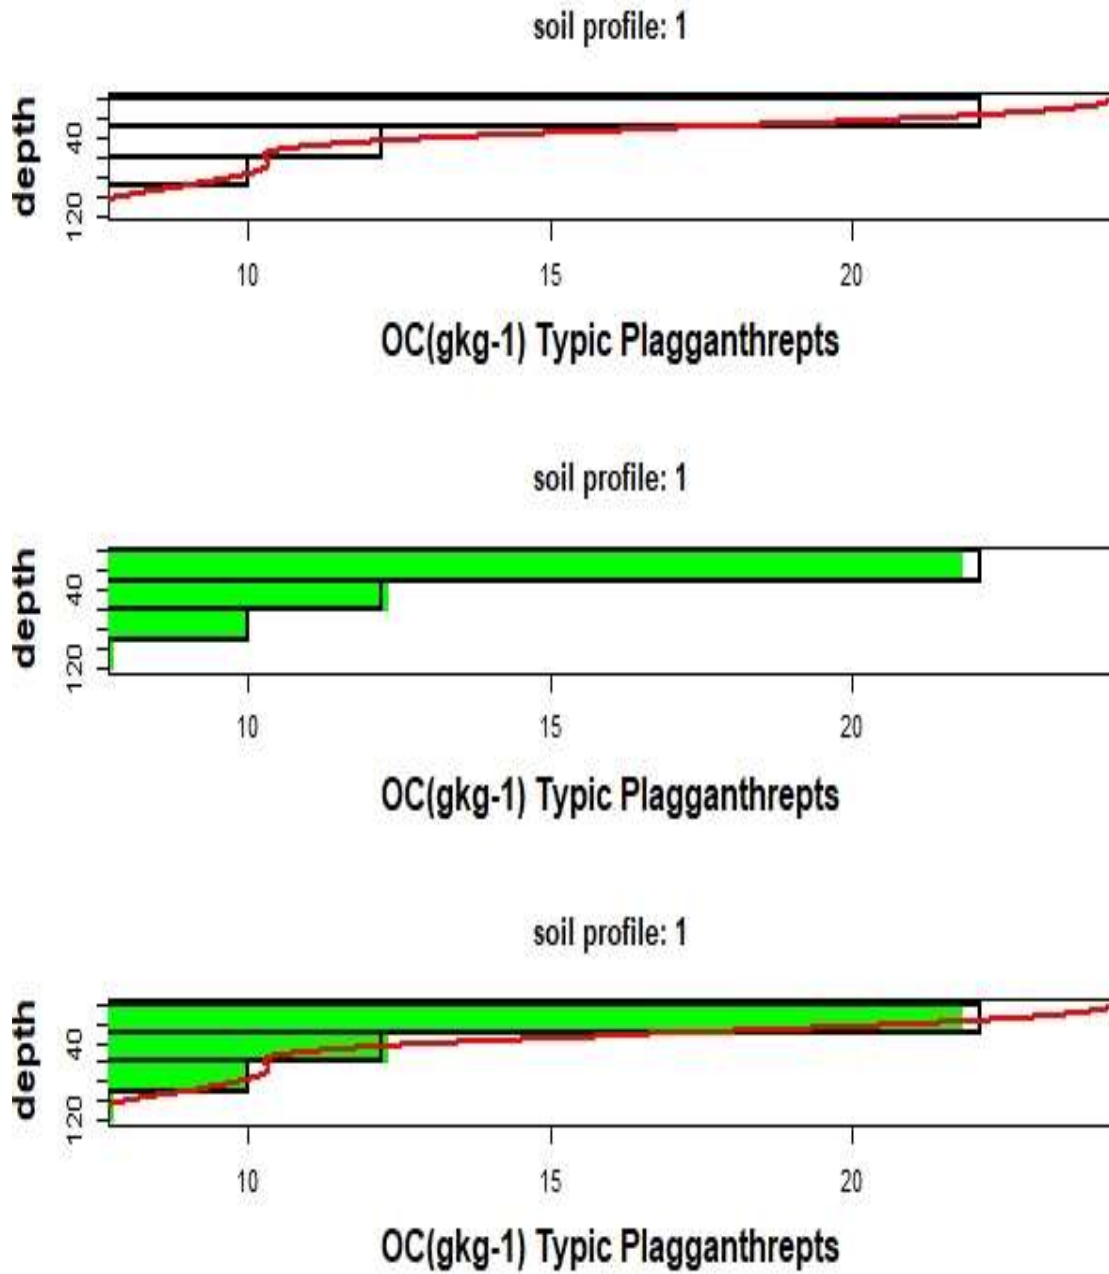 soil profile: 1
depth
40
120
10 15 20
OC(gkg-1) Typic Plagganthrepts
soil profile: 1
depth
40
120
10 15 20
OC(gkg-1) Typic Plagganthrepts
soil profile: 1
depth
40
120
10 15 20
OC(gkg-1) Typic Plagganthrepts